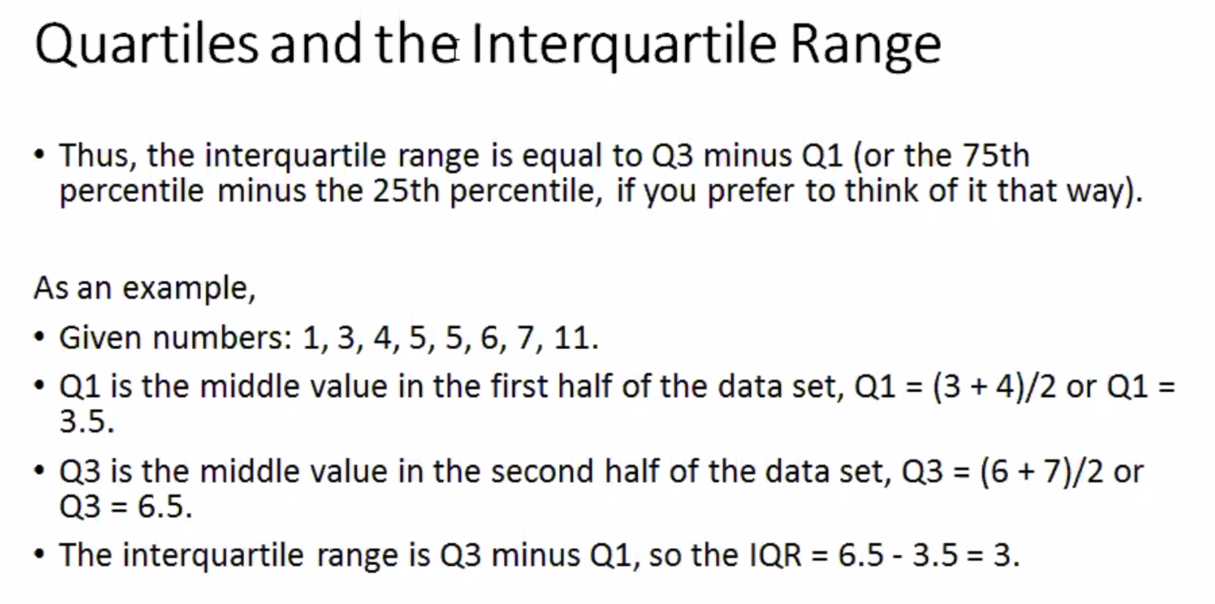 Quartiles and the Interquartile Range
• Thus, the interquartile range is equal to Q3 minus Q1 (or the 75th
percentile minus the 25th percentile, if you prefer to think of it that way).
As an example,
• Given numbers: 1, 3, 4, 5, 5, 6, 7, 11.
• Q1 is the middle value in the first half of the data set, Q1 = (3 + 4)/2 or Q1 =
3.5.
• Q3 is the middle value in the second half of the data set, Q3 = (6 + 7)/2 or
Q3 = 6.5.
• The interquartile range is Q3 minus Q1, so the IQR = 6.5 - 3.5 = 3.